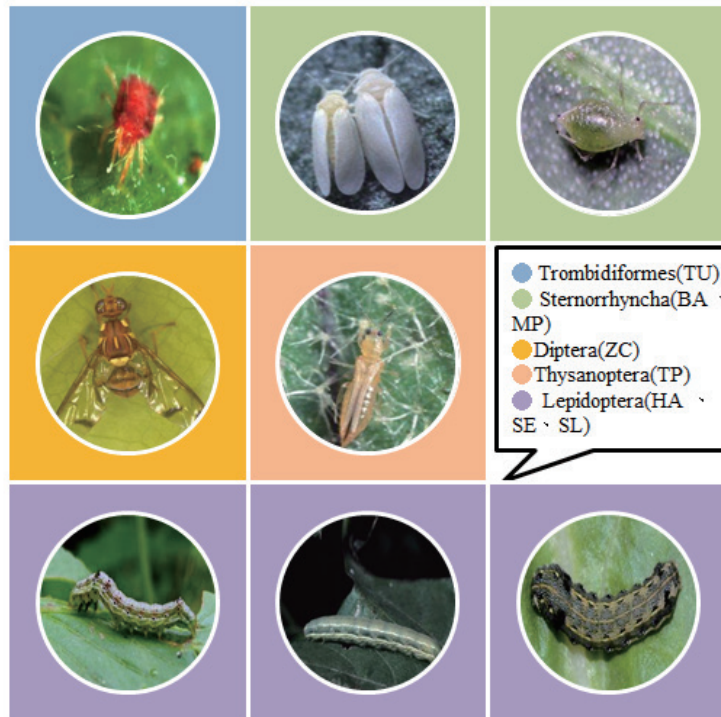 Trombidiformes(TU)
Sternorrhyncha(BA、
MP)
Diptera(ZC)
Thysanoptera(TP)
Lepidoptera(HA、
SE、SL)